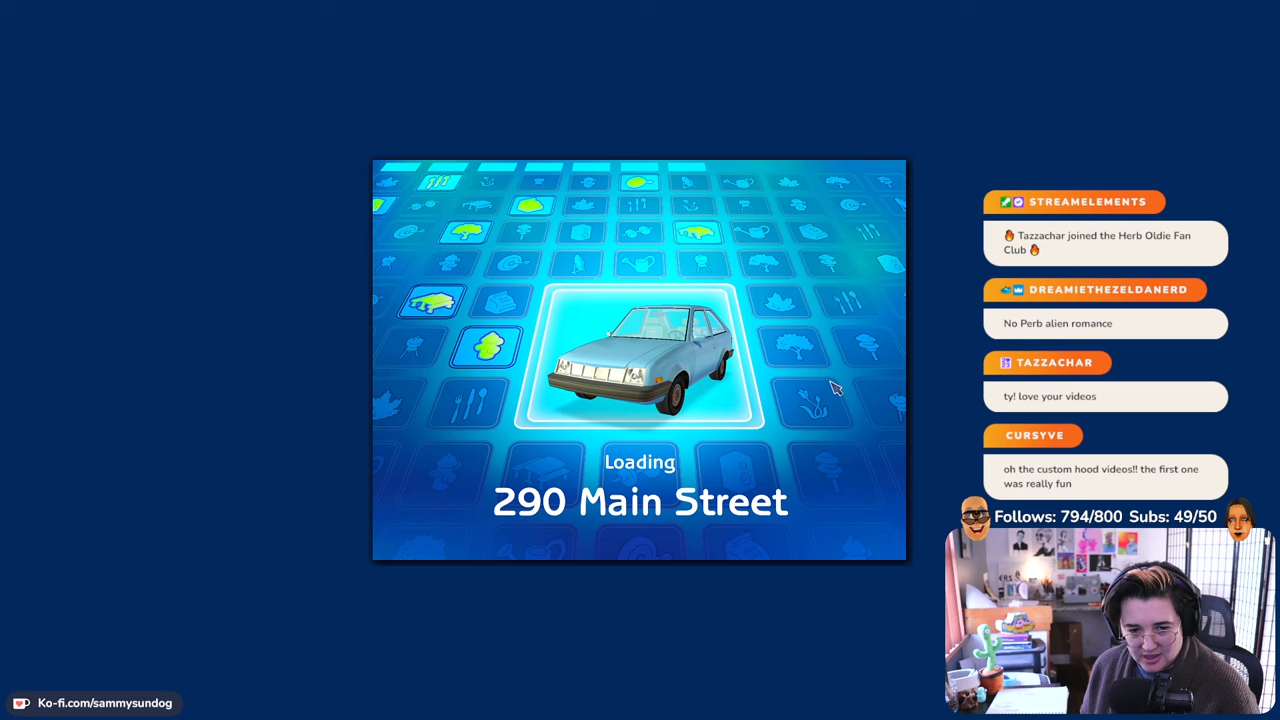 STREAMELEMENTS
🔥 Tazzachar joined the Herb Oldie Fan
Club 🔥
DREAMIETHEZELDANERD
No Perb alien romance
TAZZACHAR
ty! love your videos
CURSYVE
oh the custom hood videos!! the first one
was really fun
Follows: 794/800 Subs: 49/50
Loading
290 Main Street
Ko-fi.com/sammysundog